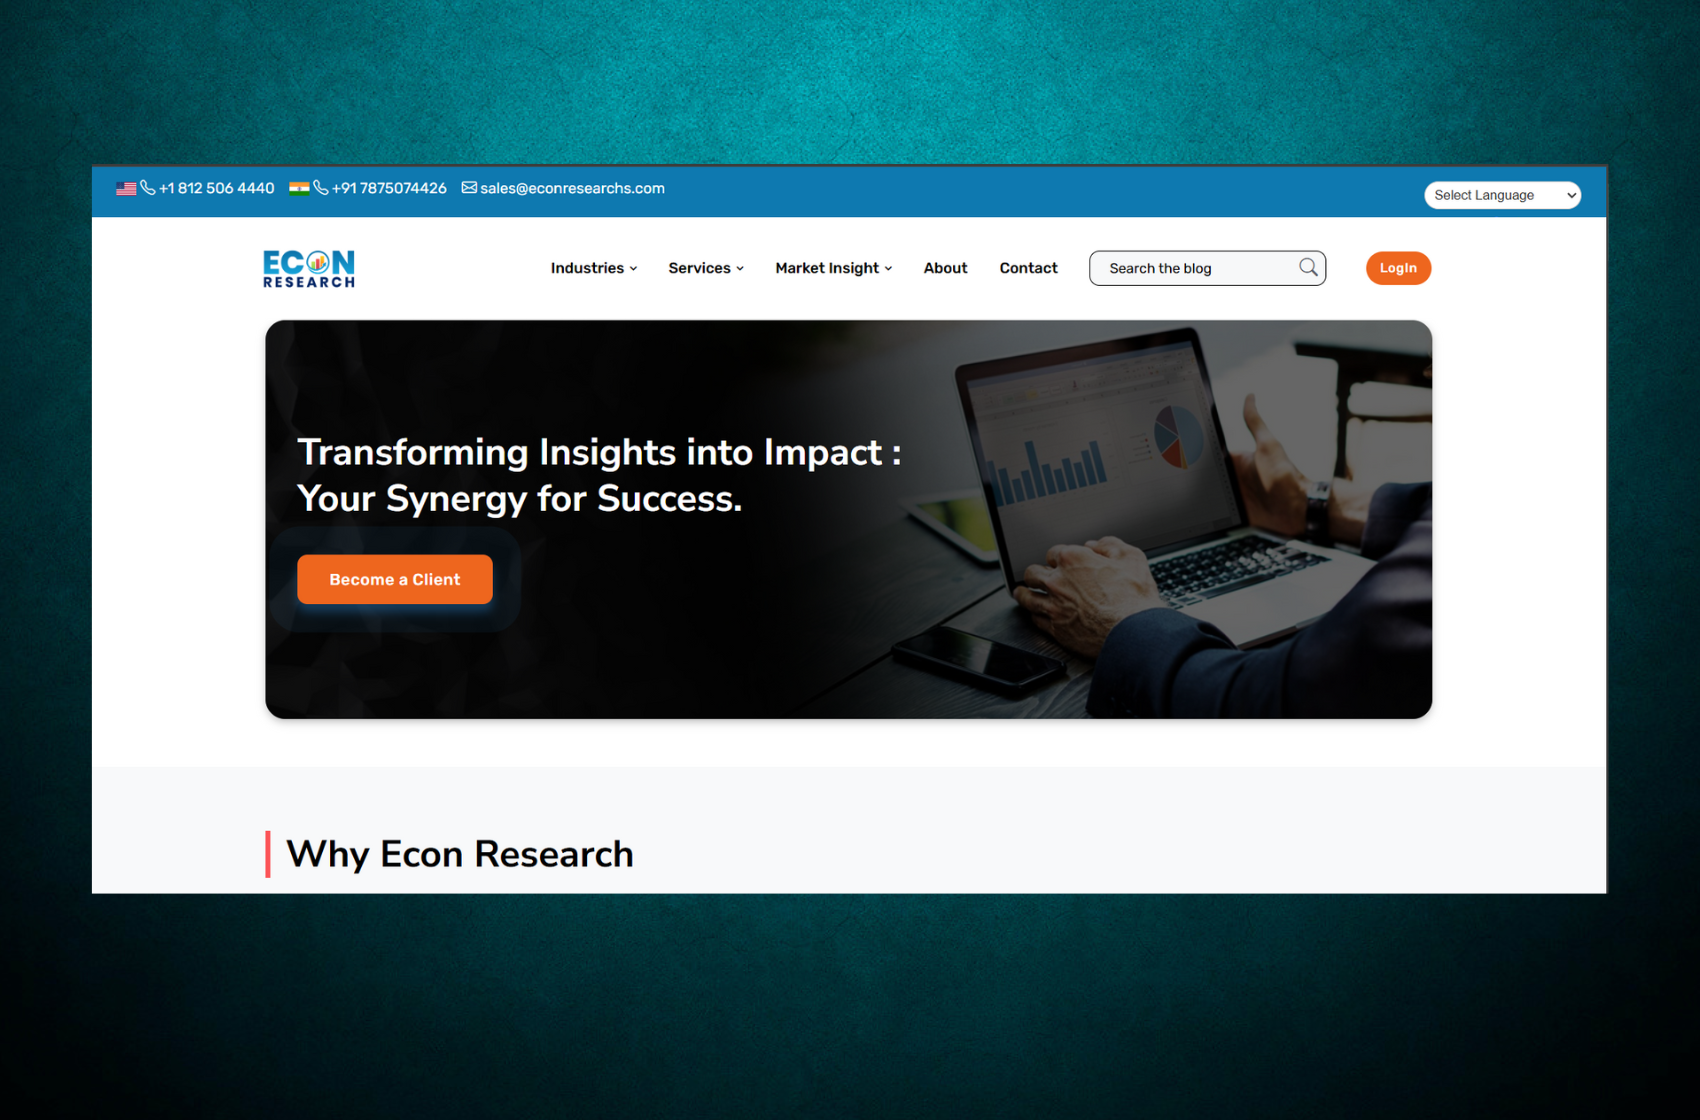 +1 812 506 4440 +91 7875074426 sales@econresearchs.com Select Language
ECON
RESEARCH
Industries Services Market Insight About Contact Search the blog LogIn
Transforming Insights into Impact :
Your Synergy for Success.
Become a Client
Why Econ Research